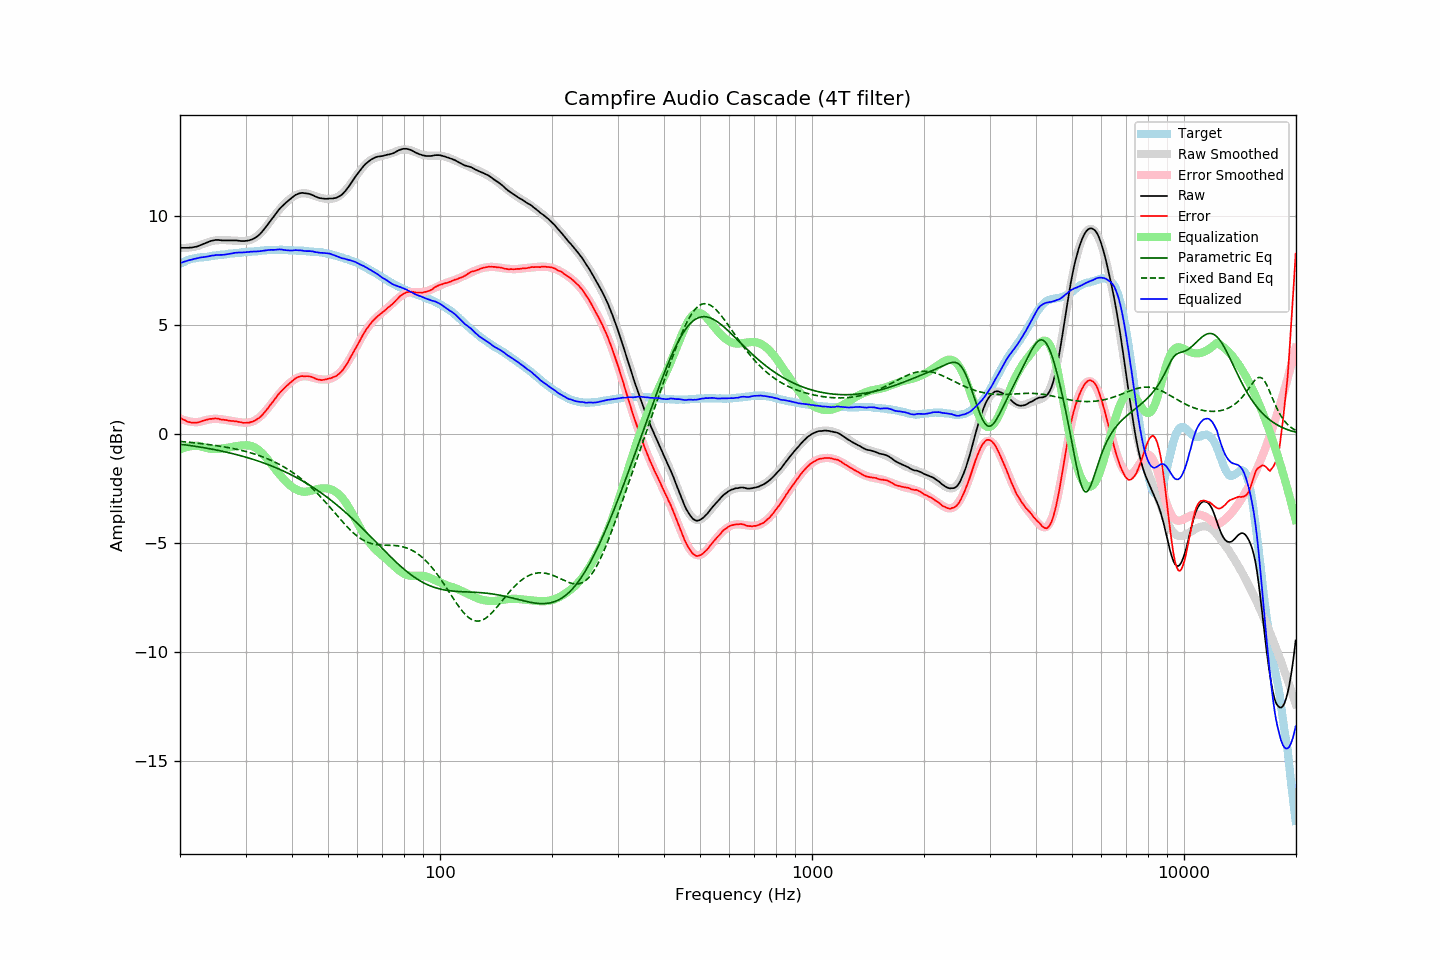 Campfire Audio Cascade (4T filter)
Target
Raw Smoothed
Error Smoothed
Raw
Error
Equalization
Parametric Eq
Fixed Band Eq
Equalized
10
5
0
−5
−10
−15
Amplitude (dBr)
100
1000
10000
Frequency (Hz)